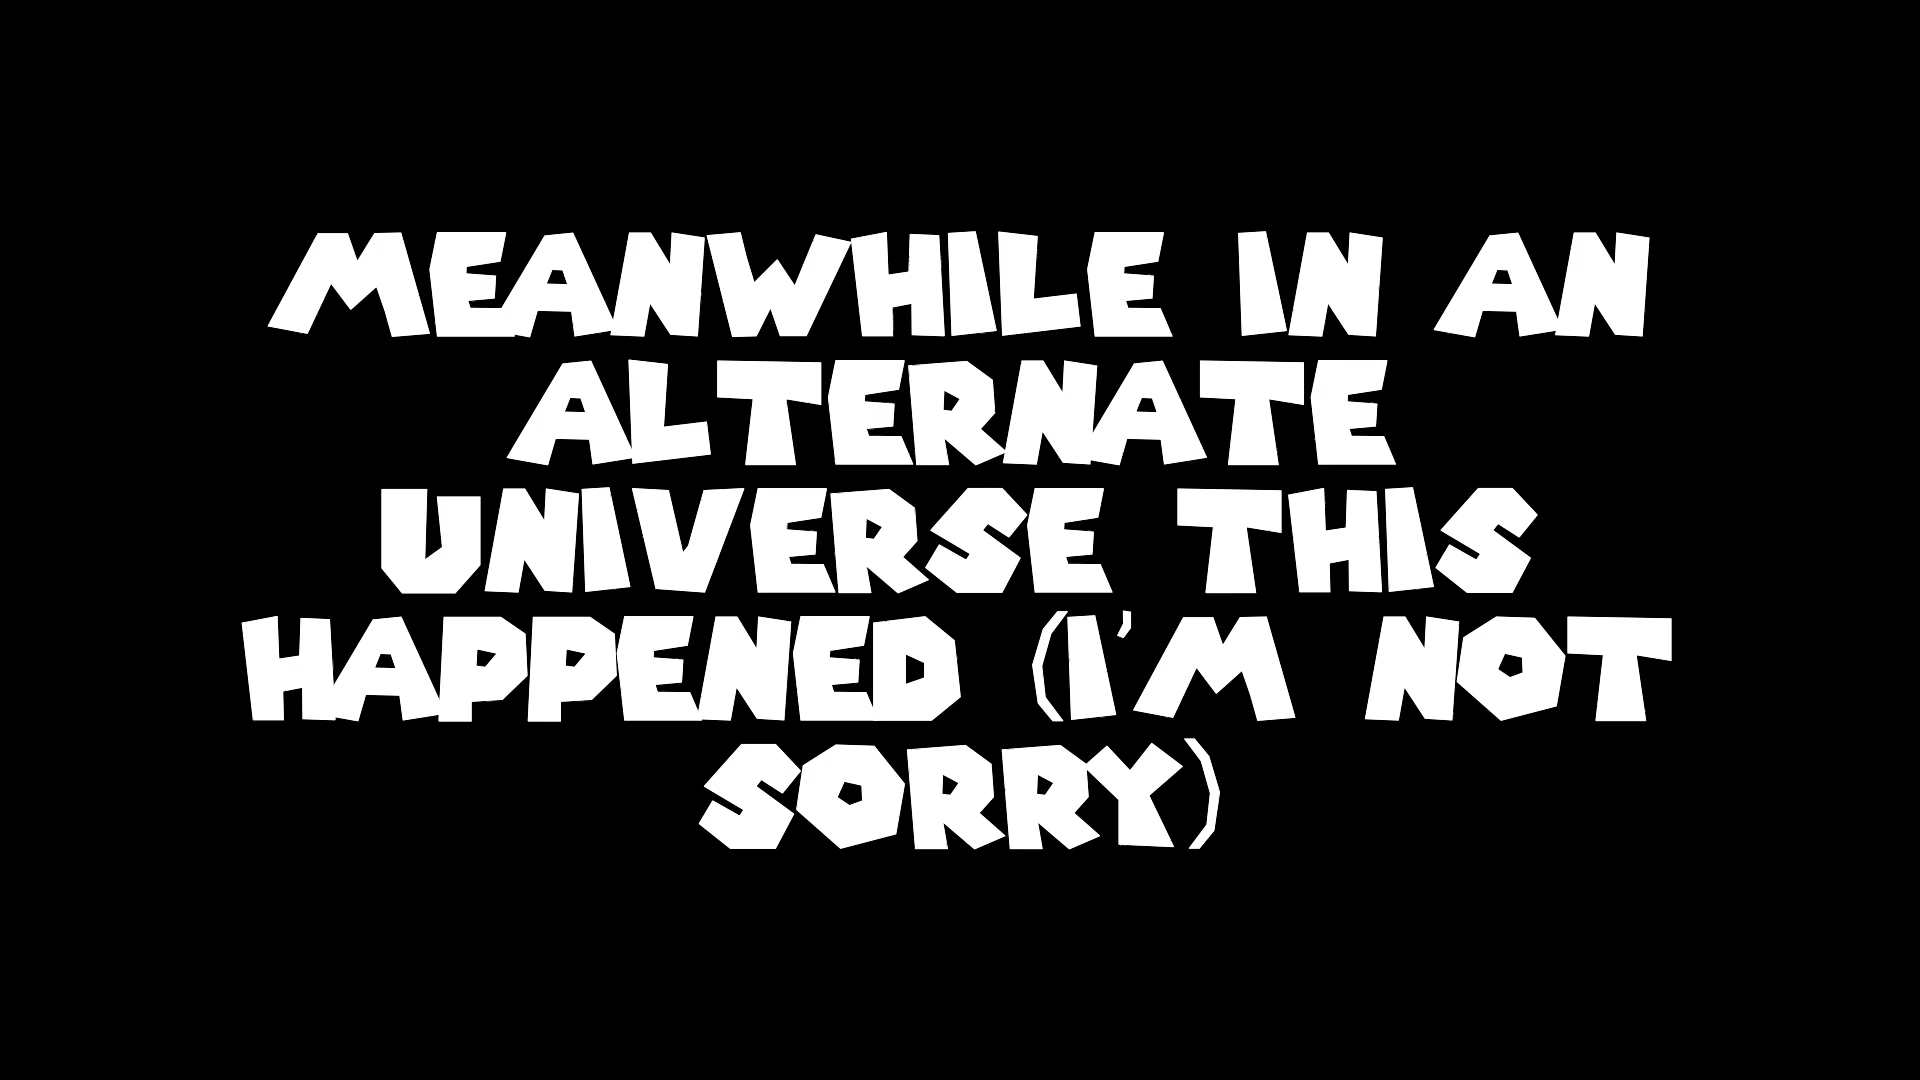 MEANWHILE IN AN
ALTERNATE
UNIVERSE THIS
HAPPENED (I'M NOT
SORRY)